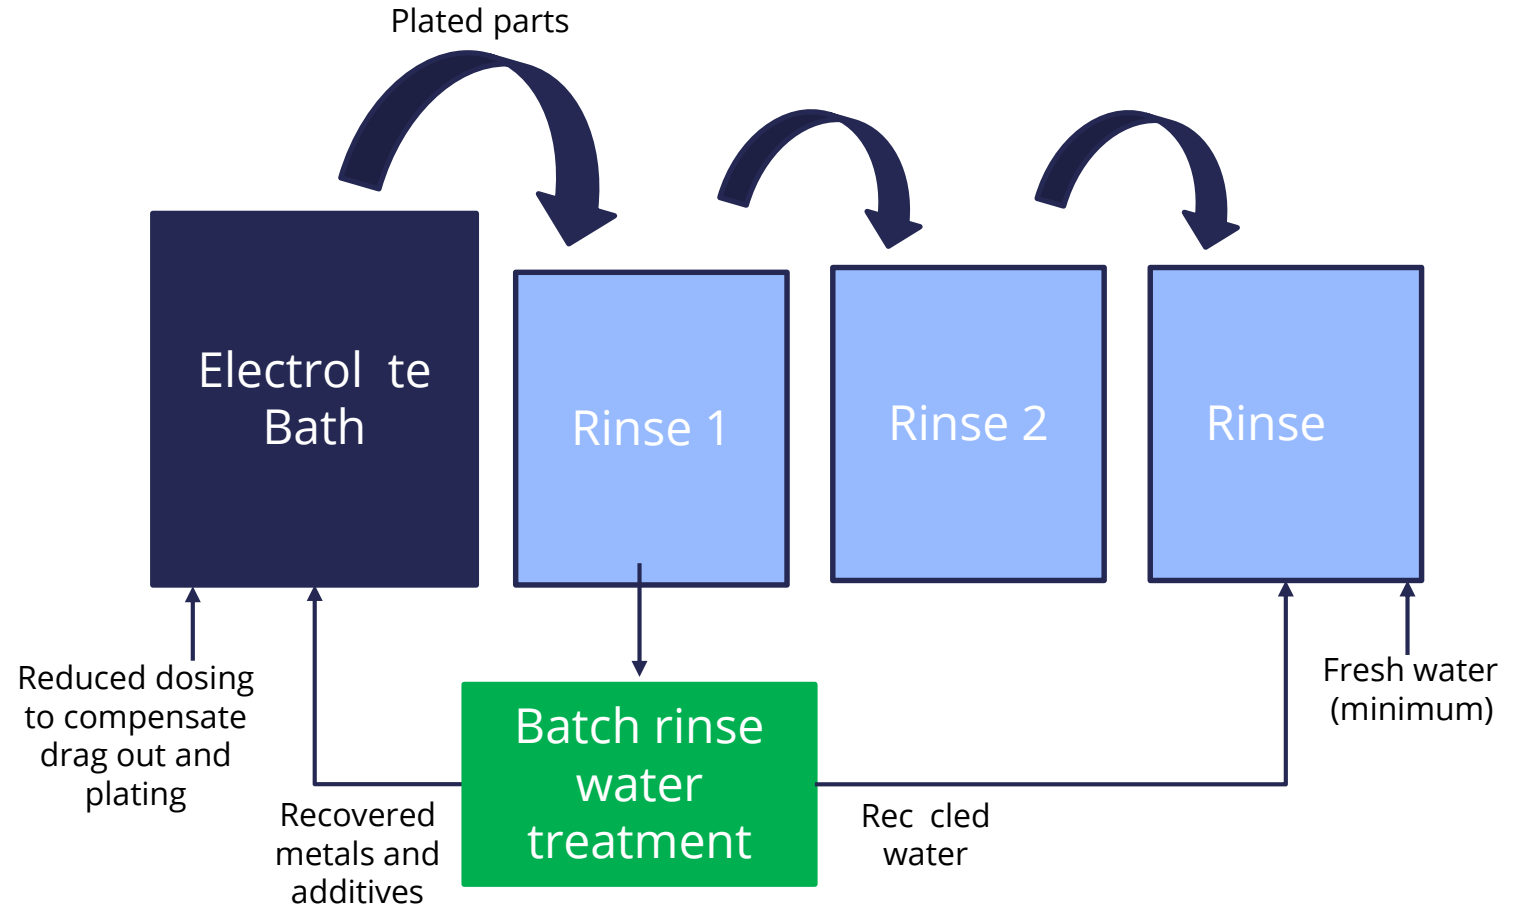 Plated parts
Electrol te
Bath
Rinse 1
Rinse 2
Rinse
Reduced dosing
to compensate
drag out and
plating
Recovered
metals and
additives
Batch rinse
water
treatment
Rec cled
water
Fresh water
(minimum)